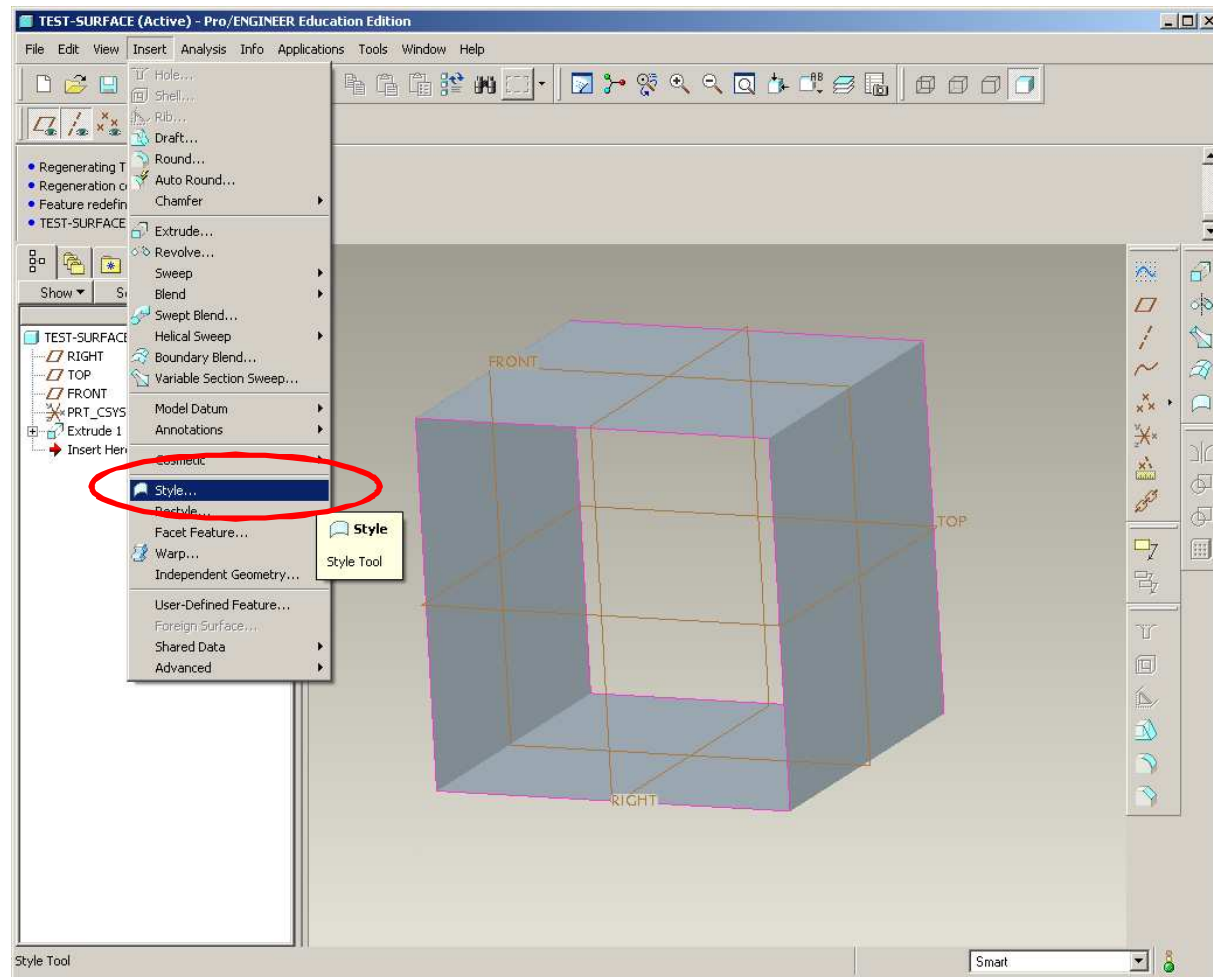 TEST-SURFACE (Active) - Pro/ENGINEER Education Edition
File Edit View Insert Analysis Info Applications Tools Window Help
Hole...
Shell...
Rib...
Draft...
Round...
Auto Round...
Chamfer
Extrude...
Revolve...
Sweep
Blend
Swept Blend...
Helical Sweep
Boundary Blend...
Variable Section Sweep...
Model Datum
Annotations
Cosmetic
Style...
Restyle...
Facet Feature...
Warp...
Independent Geometry...
User-Defined Feature...
Foreign Surface...
Shared Data
Advanced
Regenerating T
Regeneration c
Feature redefin
TEST-SURFACE
Show
TEST-SURFACE
RIGHT
TOP
FRONT
PRT_CSYS
Extrude 1
Insert Her
Style
Style Tool
FRONT
TOP
RIGHT
Style Tool
Smart